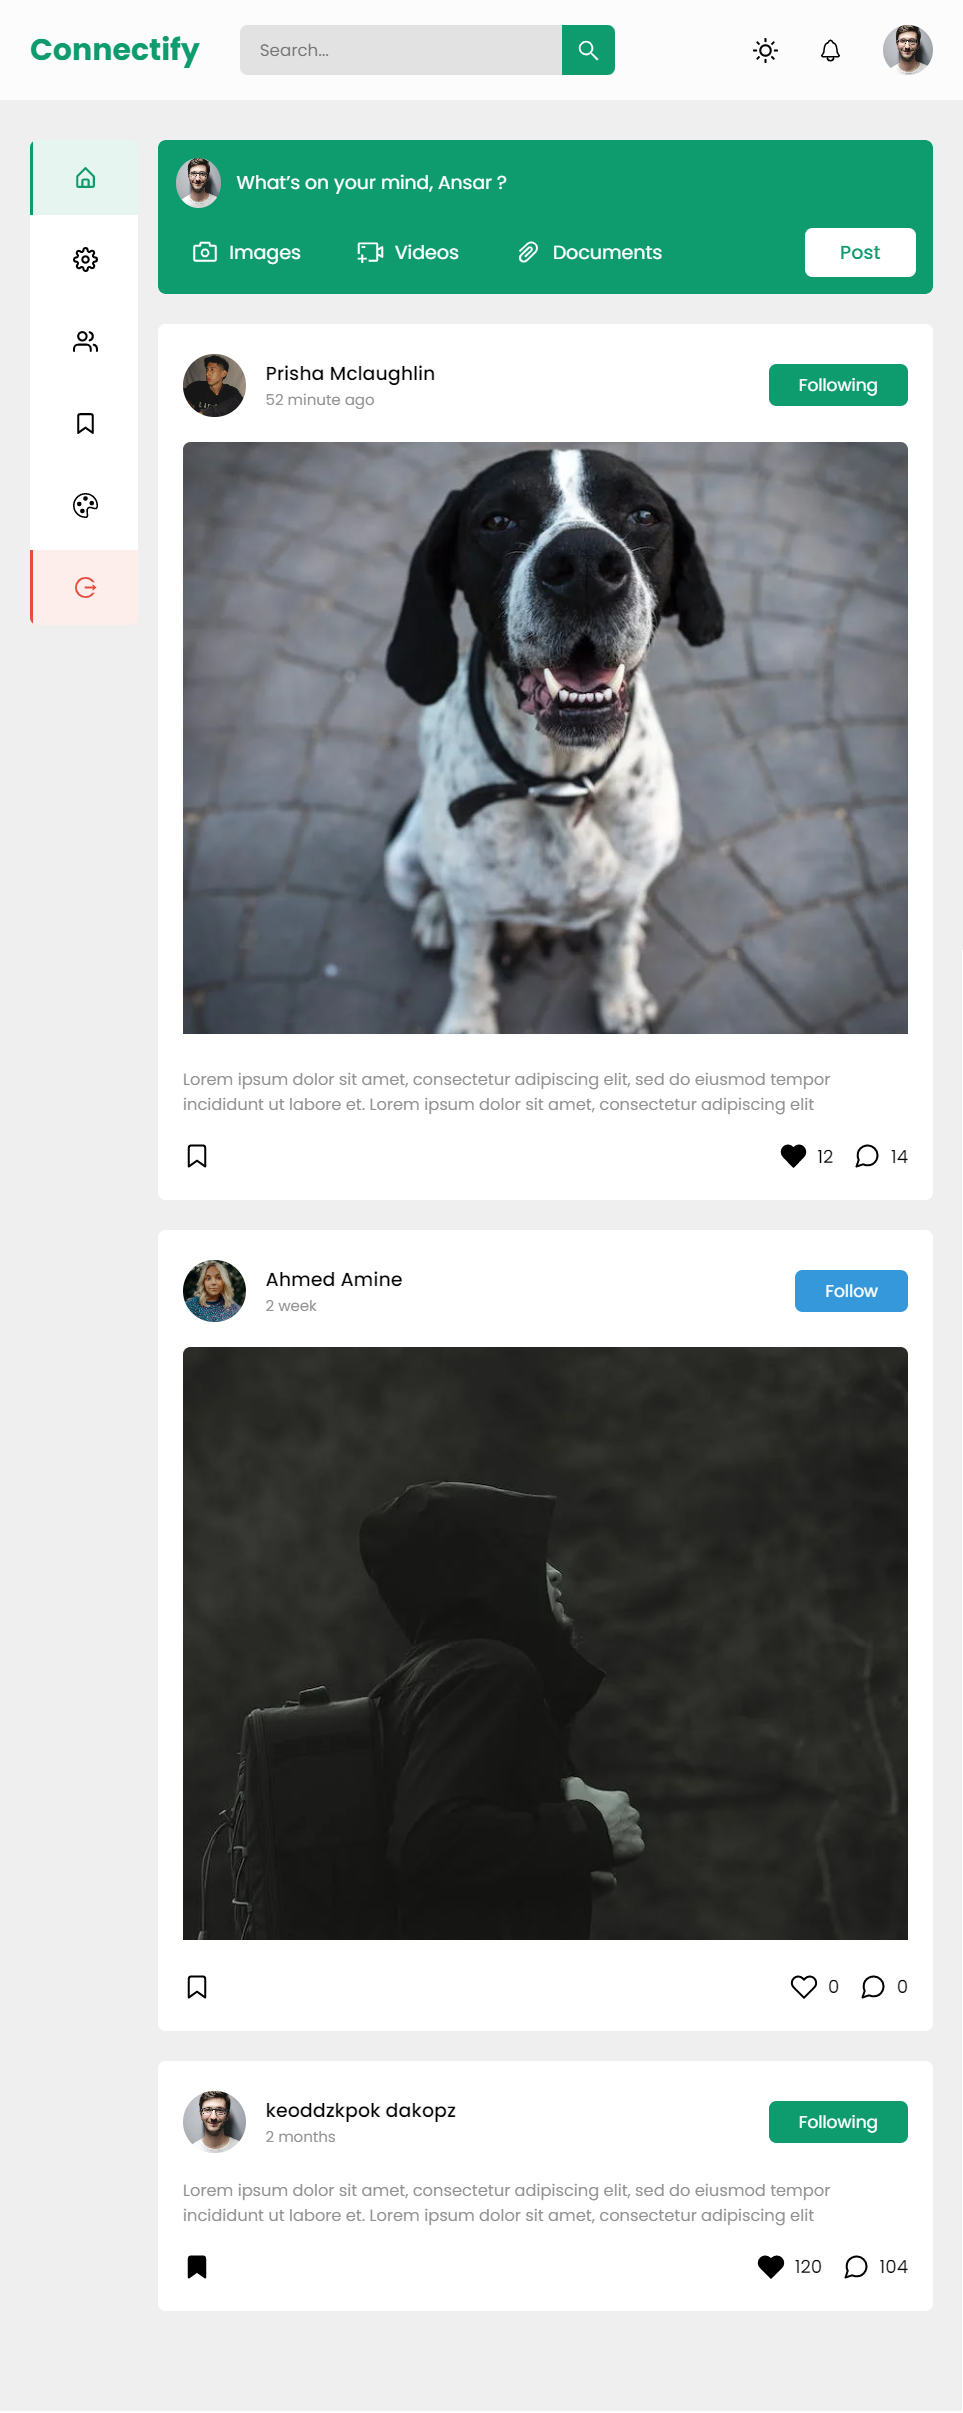 Connectify
Search...
What's on your mind, Ansar ?
Images
Videos
Documents
Post
Prisha Mclaughlin
52 minute ago
Following
Lorem ipsum dolor sit amet, consectetur adipiscing elit, sed do eiusmod tempor
incididunt ut labore et. Lorem ipsum dolor sit amet, consectetur adipiscing elit
12
14
Ahmed Amine
2 week
Follow
0
0
keoddzkpok dakopz
2 months
Following
Lorem ipsum dolor sit amet, consectetur adipiscing elit, sed do eiusmod tempor
incididunt ut labore et. Lorem ipsum dolor sit amet, consectetur adipiscing elit
120
104